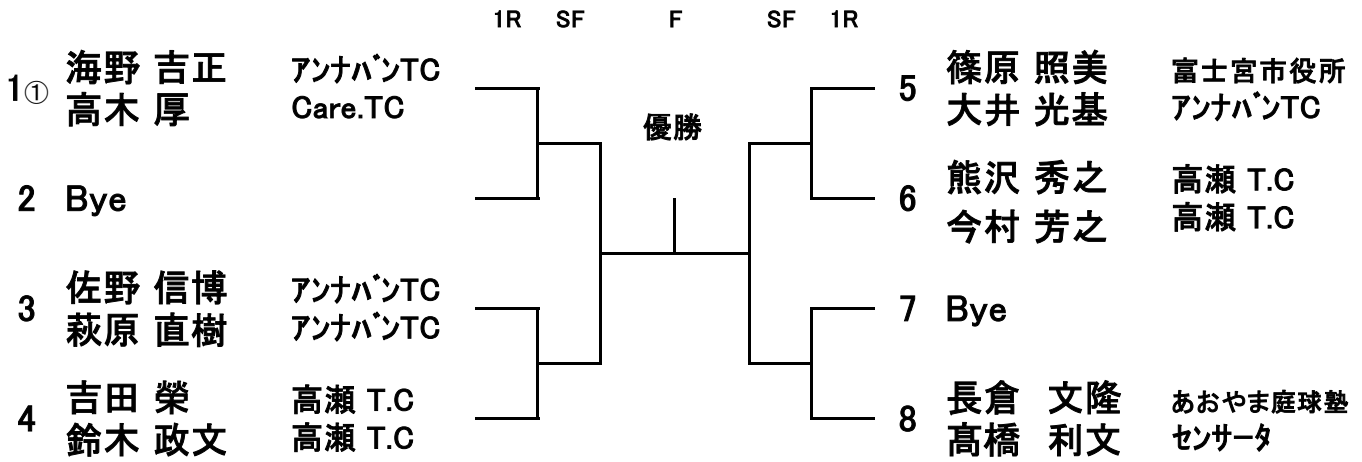 1R SF F SF 1R
優勝
1① 海野 吉正 アンナバンTC
高木 厚 Care.TC
2 Bye
3 佐野 信博 アンナバンTC
萩原 直樹 アンナバンTC
4 吉田 榮 高瀬 T.C
鈴木 政文 高瀬 T.C
5 篠原 照美 富士宮市役所
大井 光基 アンナバンTC
6 熊沢 秀之 高瀬 T.C
今村 芳之 高瀬 T.C
7 Bye
8 長倉 文隆 あおやま庭球塾
髙橋 利文 センサータ